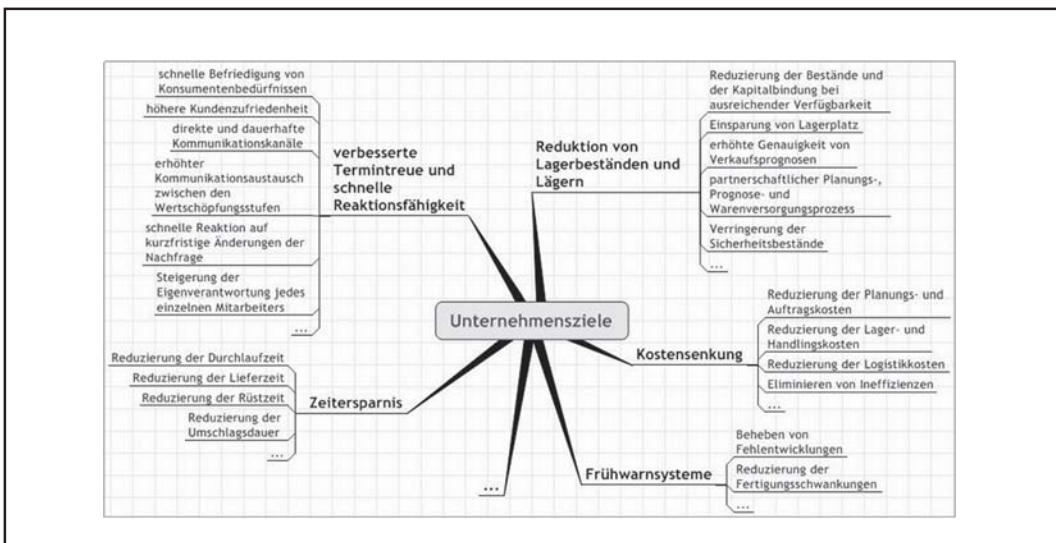 schnelle Befriedigung von
Konsumentenbedürfnissen
höhere Kundenzufriedenheit
direkte und dauerhafte
Kommunikationskanäle
erhöhter
Kommunikationsaustausch
zwischen den
Wertschöpfungsstufen
schnelle Reaktion auf
kurzfristige Änderungen der
Nachfrage
Steigerung der
Eigenverantwortung jedes
einzelnen Mitarbeiters
...
verbesserte
Termintreue und
schnelle
Reaktionsfähigkeit
Reduktion von
Lagerbeständen und
Lägern
Reduzierung der Bestände und
der Kapitalbindung bei
ausreichender Verfügbarkeit
Einsparung von Lagerplatz
erhöhte Genauigkeit von
Verkaufsprognosen
partnerschaftlicher Planungs-,
Prognose- und
Warenversorgungsprozess
Verringerung der
Sicherheitsbestände
...
Unternehmensziele
Reduzierung der Durchlaufzeit
Reduzierung der Lieferzeit
Reduzierung der Rüstzeit
Reduzierung der
Umschlagsdauer
...
Zeitersparnis
Kostensenkung
Reduzierung der Planungs- und
Auftragskosten
Reduzierung der Lager- und
Handlingskosten
Reduzierung der Logistikkosten
Eliminieren von Ineffizienzen
...
...
Frühwarnsysteme
Beheben von
Fehlentwicklungen
Reduzierung der
Fertigungsschwankungen
...